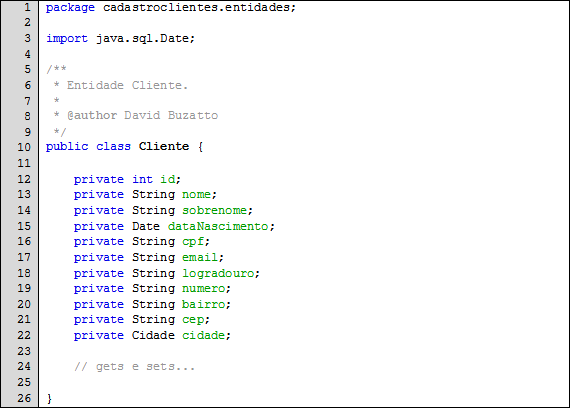 1 package cadastroclientes.entidades;
2
3 import java.sql.Date;
4
5 /**
6 * Entidade Cliente.
7 *
8 * @author David Buzatto
9 */
10 public class Cliente {
11
12 private int id;
13 private String nome;
14 private String sobrenome;
15 private Date dataNascimento;
16 private String cpf;
17 private String email;
18 private String logradouro;
19 private String numero;
20 private String bairro;
21 private String cep;
22 private Cidade cidade;
23
24 // gets e sets...
25
26 }